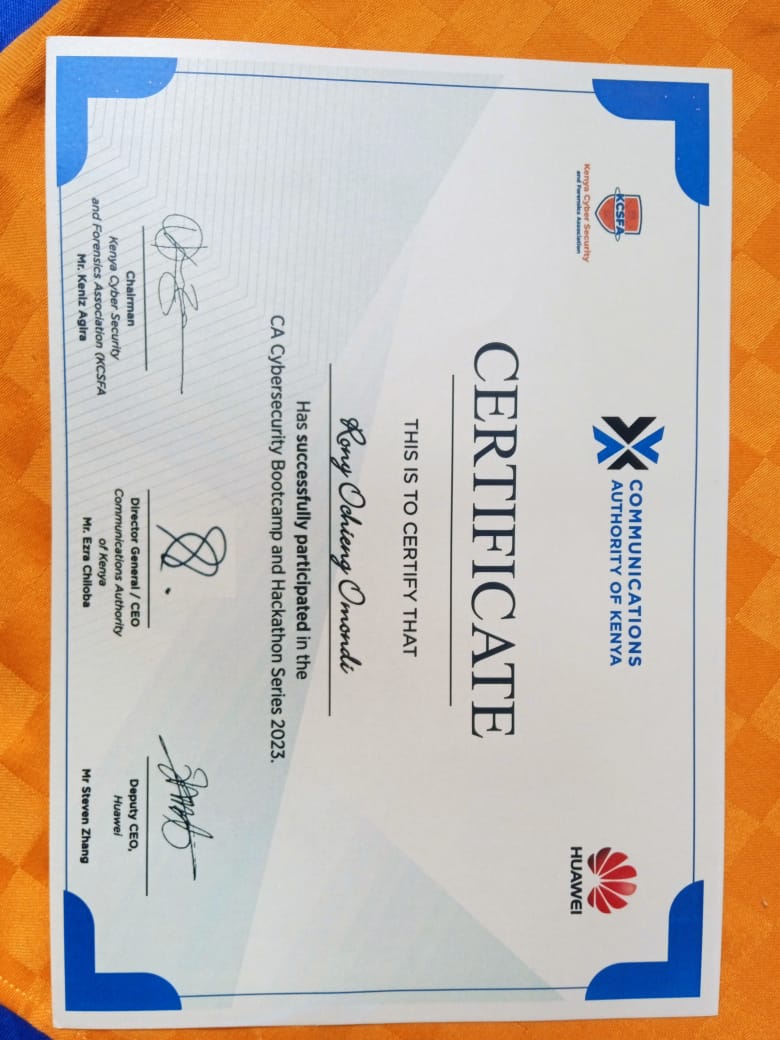 KCSFA
Kenya Cyber Security
and Forensics Association
COMMUNICATIONS
AUTHORITY OF KENYA
HUAWEI
CERTIFICATE
THIS IS TO CERTIFY THAT
Rony Ochieng Omondi
Has successfully participated in the
CA Cybersecurity Bootcamp and Hackathon Series 2023.
Chairman
Kenya Cyber Security
and Forensics Association (KCSFA
Mr. Keniz Agira
Director General / CEO
Communications Authority
of Kenya
Mr. Ezra Chiloba
Deputy CEO,
Huawei
Mr Steven Zhang